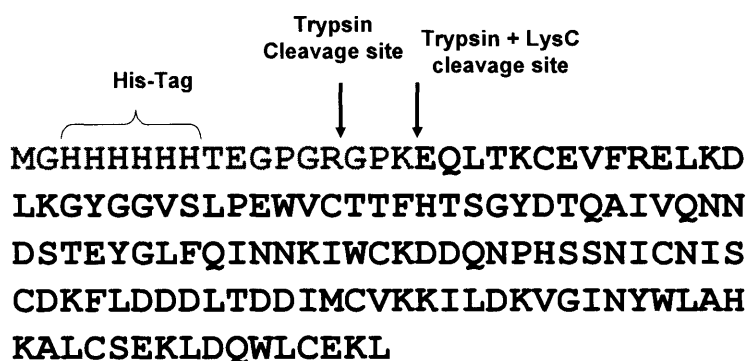 Trypsin
Cleavage site
Trypsin + LysC
cleavage site
His-Tag
MGHHHHHHTEGPGRGPKEQLTKCEVFRELKD
LKGYGGVSLPEWVCTTFHTSGYDTQAIVQNN
DSTEYGLFQINNKIWCKDDQNPHSSNICNIS
CDKFLDDDLTDDIMCVKKILDKVGINYWLAH
KALCSEKLDQWLCEKL